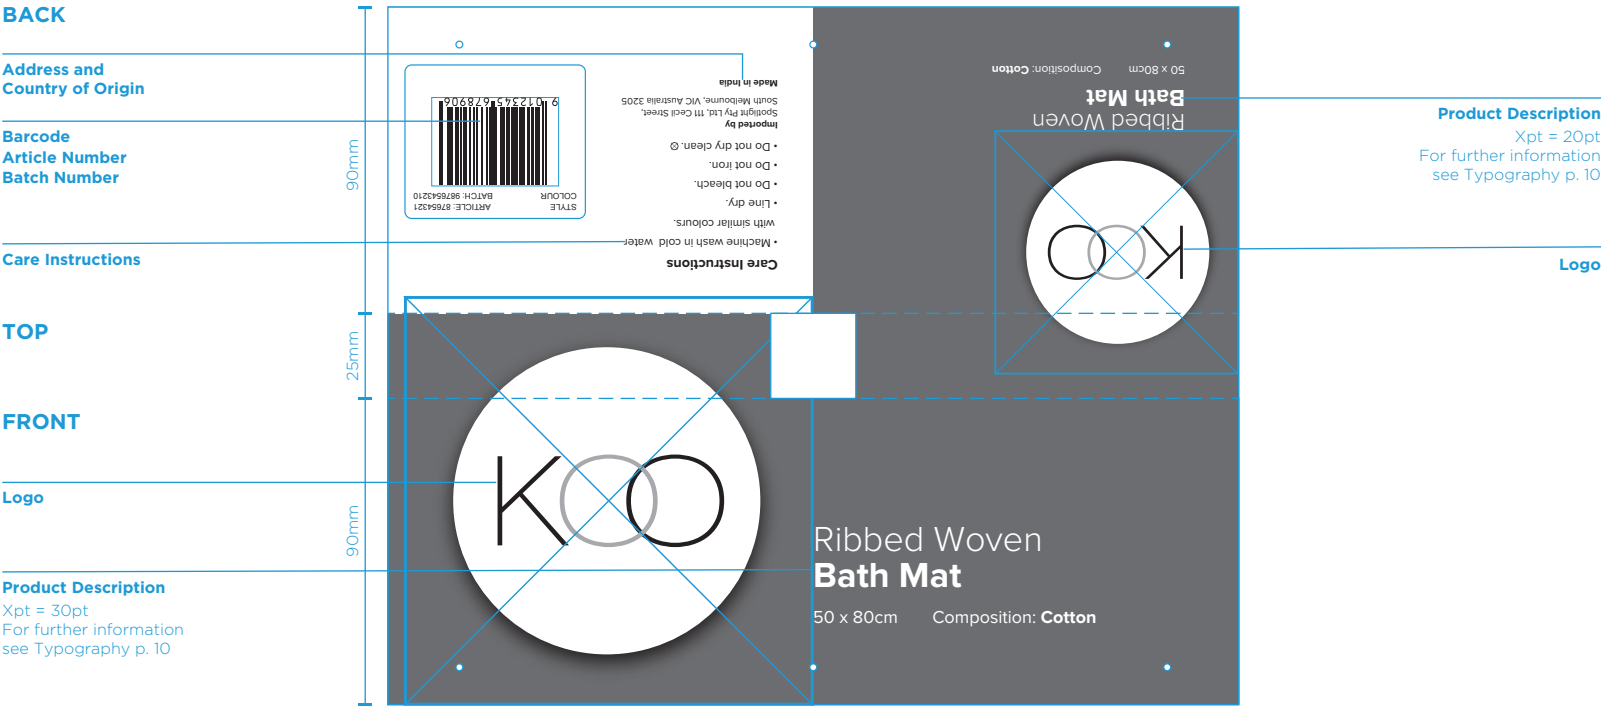 BACK
Address and
Country of Origin
Barcode
Article Number
Batch Number
90mm
Care Instructions
TOP
25mm
FRONT
Logo
90mm
Product Description
Xpt = 30pt
For further information
see Typography p. 10
Care Instructions
• Machine wash in cold water
with similar colours.
• Line dry.
• Do not bleach.
• Do not iron.
• Do not dry clean.
Imported by
Spotlight Pty Ltd, 111 Cecil Street,
South Melbourne, VIC Australia 3205
Made in India
STYLE ARTICLE: 87654321
COLOUR BATCH: 9876543210
9 012345 678906
Ribbed Woven
Bath Mat
50 x 80cm Composition: Cotton
KOO
KOO
Ribbed Woven
Bath Mat
50 x 80cm Composition: Cotton
Product Description
Xpt = 20pt
For further information
see Typography p. 10
Logo